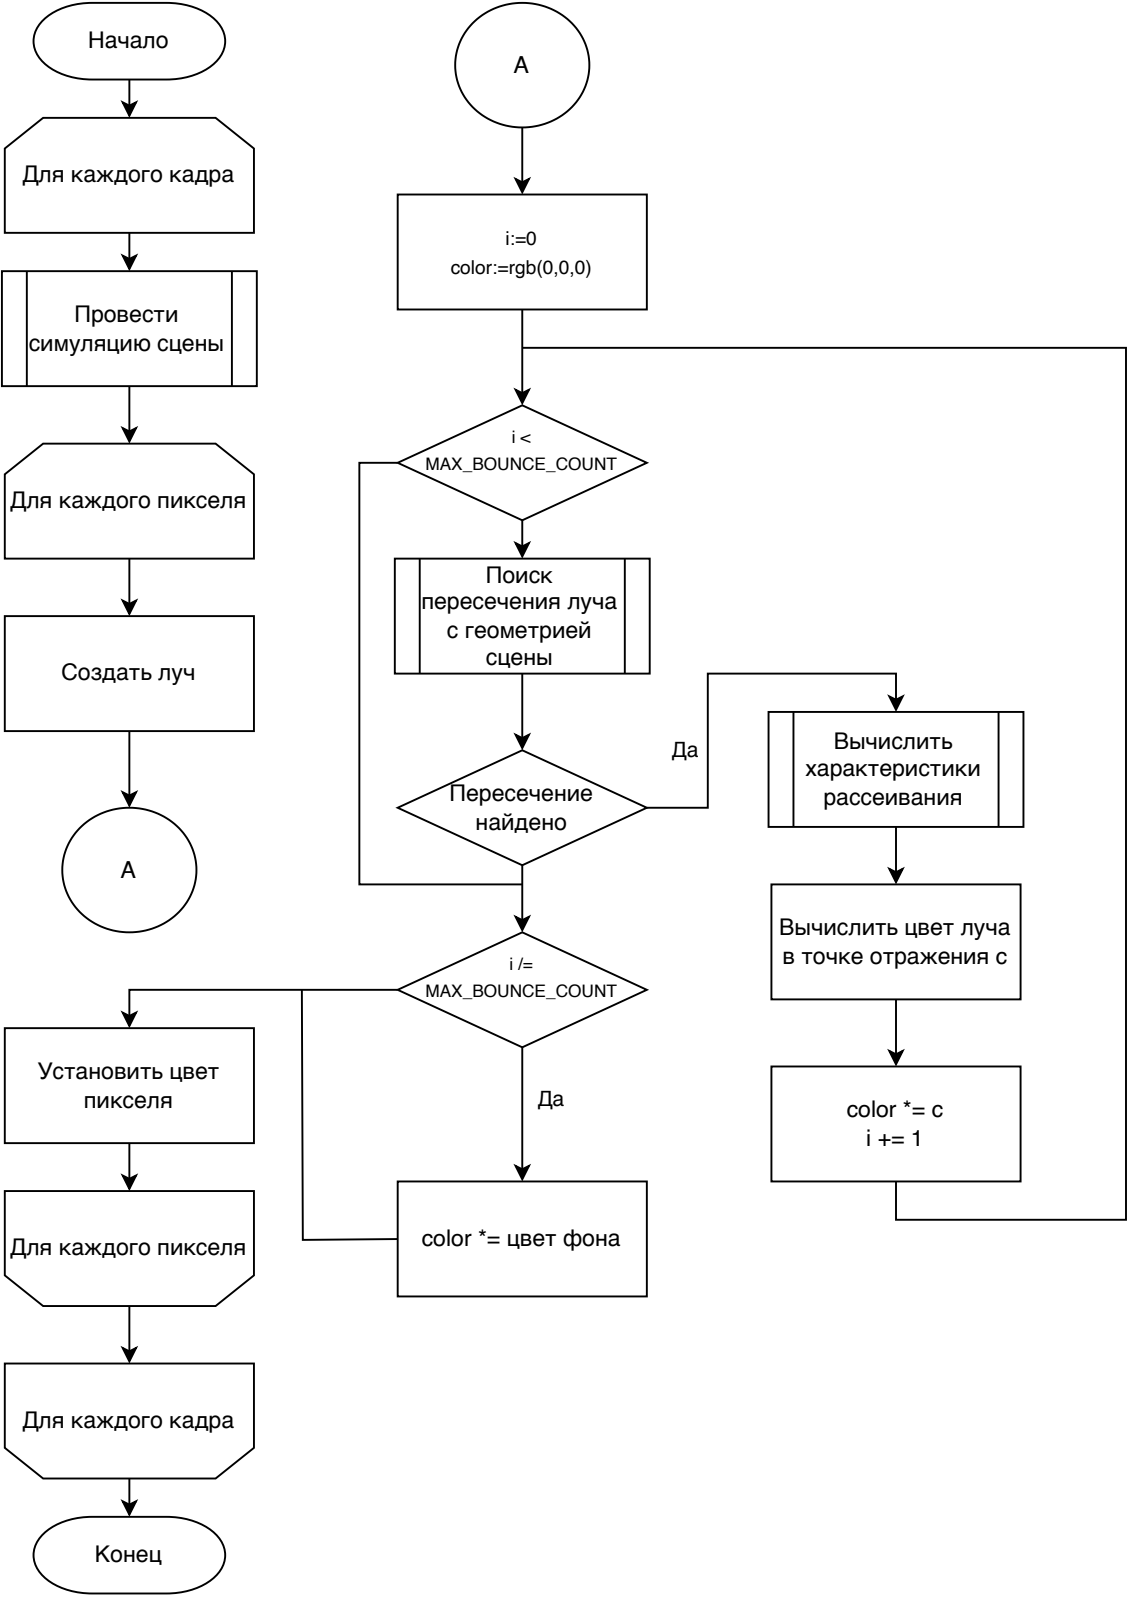 Начало
Для каждого кадра
Провести
симуляцию сцены
Для каждого пикселя
Создать луч
A
A
i:=0
color:=rgb(0,0,0)
i <
MAX_BOUNCE_COUNT
Поиск
пересечения луча
с геометрией
сцены
Пересечение
найдено
Да
Вычислить
характеристики
рассеивания
Вычислить цвет луча
в точке отражения c
color *= c
i += 1
i /=
MAX_BOUNCE_COUNT
Да
color *= цвет фона
Установить цвет
пикселя
Для каждого пикселя
Для каждого кадра
Конец